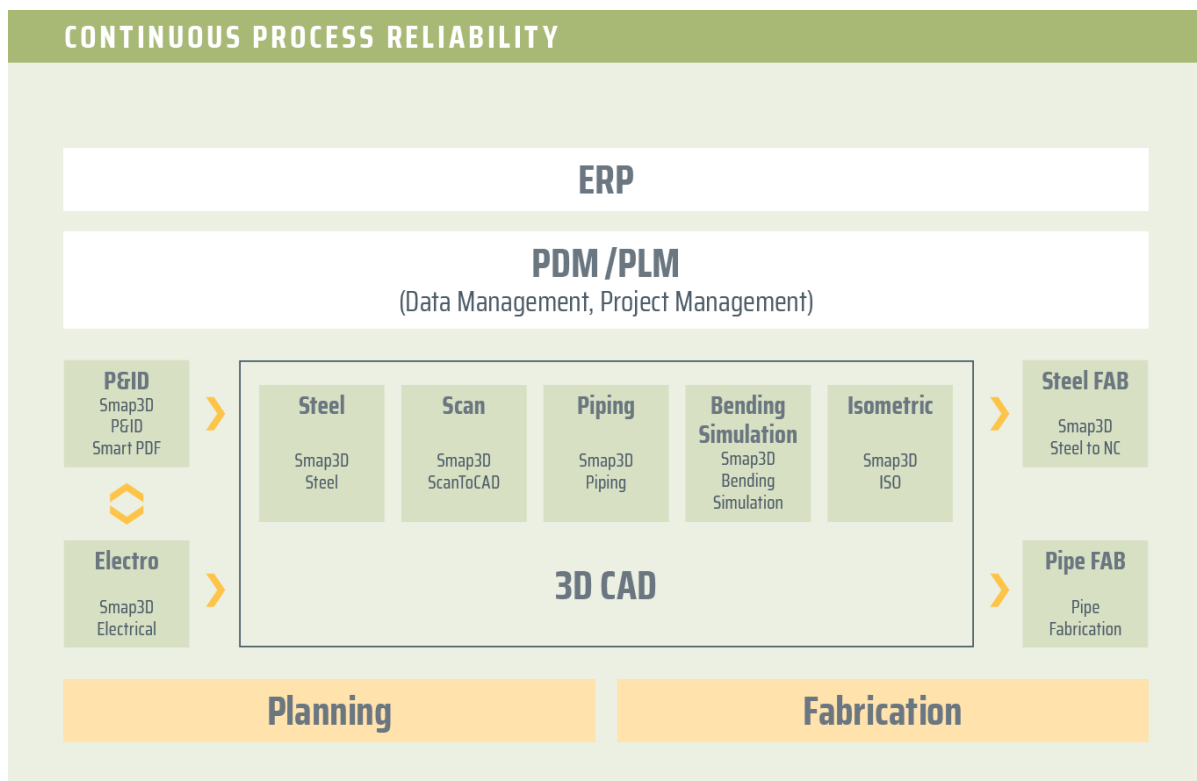 CONTINUOUS PROCESS RELIABILITY
ERP
PDM /PLM
(Data Management, Project Management)
P&ID
Smap3D
P&ID
Smart PDF
Electro
Smap3D
Electrical
Steel
Smap3D
Steel
Scan
Smap3D
ScanToCAD
Piping
Smap3D
Piping
Bending
Simulation
Smap3D
Bending
Simulation
Isometric
Smap3D
ISO
3D CAD
Steel FAB
Smap3D
Steel to NC
Pipe FAB
Pipe
Fabrication
Planning
Fabrication